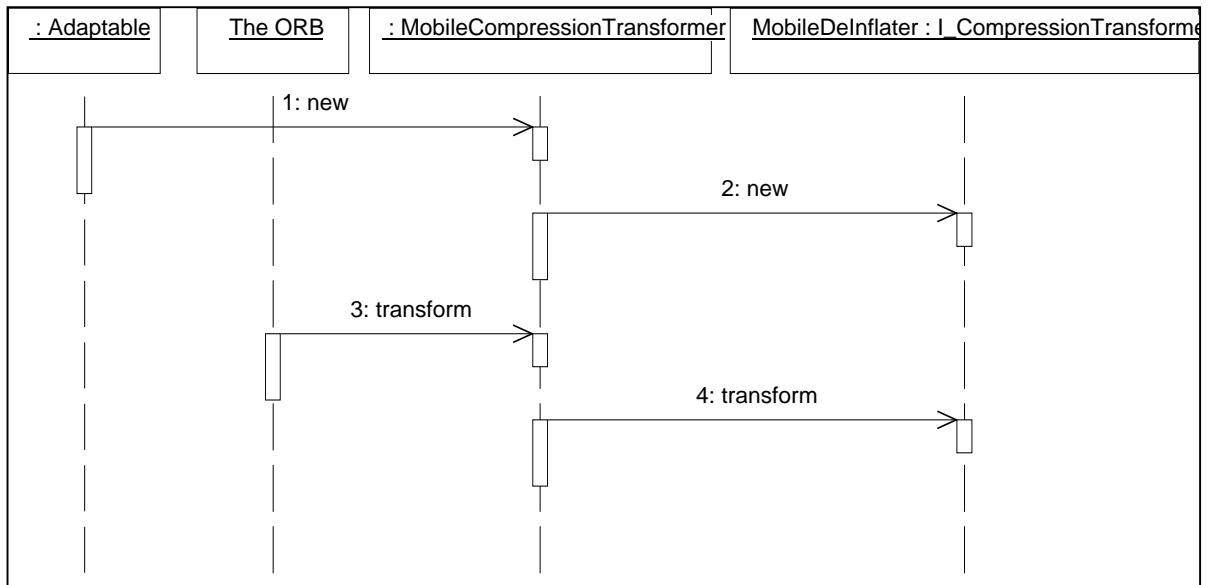 : Adaptable
The ORB
: MobileCompressionTransformer
MobileDeInflater : I_CompressionTransforme
1: new
2: new
3: transform
4: transform